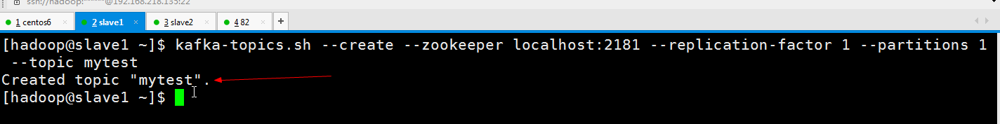 ssh://hadoop:******@192.168.218.135:22
1 centos6 × 2 slave1 × 3 slave2 × 4 82 × +
[hadoop@slave1 ~]$ kafka-topics.sh --create --zookeeper localhost:2181 --replication-factor 1 --partitions 1
--topic mytest
Created topic "mytest".
[hadoop@slave1 ~]$